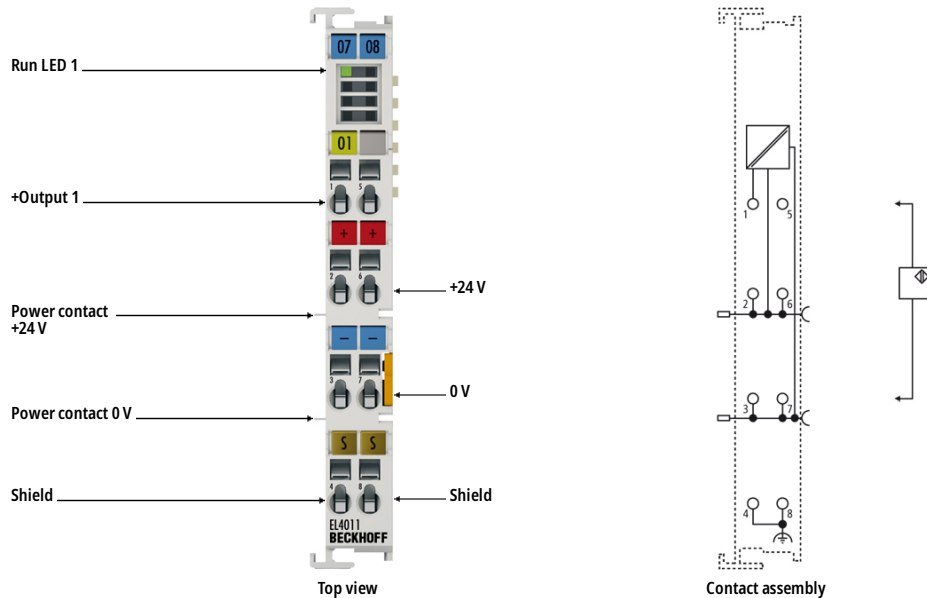 07 08
Run LED 1
01
+Output 1
1 5
+ +
2 6
+24 V
Power contact
+24 V
− −
3 7
0 V
Power contact 0 V
S S
4 8
Shield
Shield
EL4011
BECKHOFF
Top view
1 5
2 6
3 7
4 8
Contact assembly